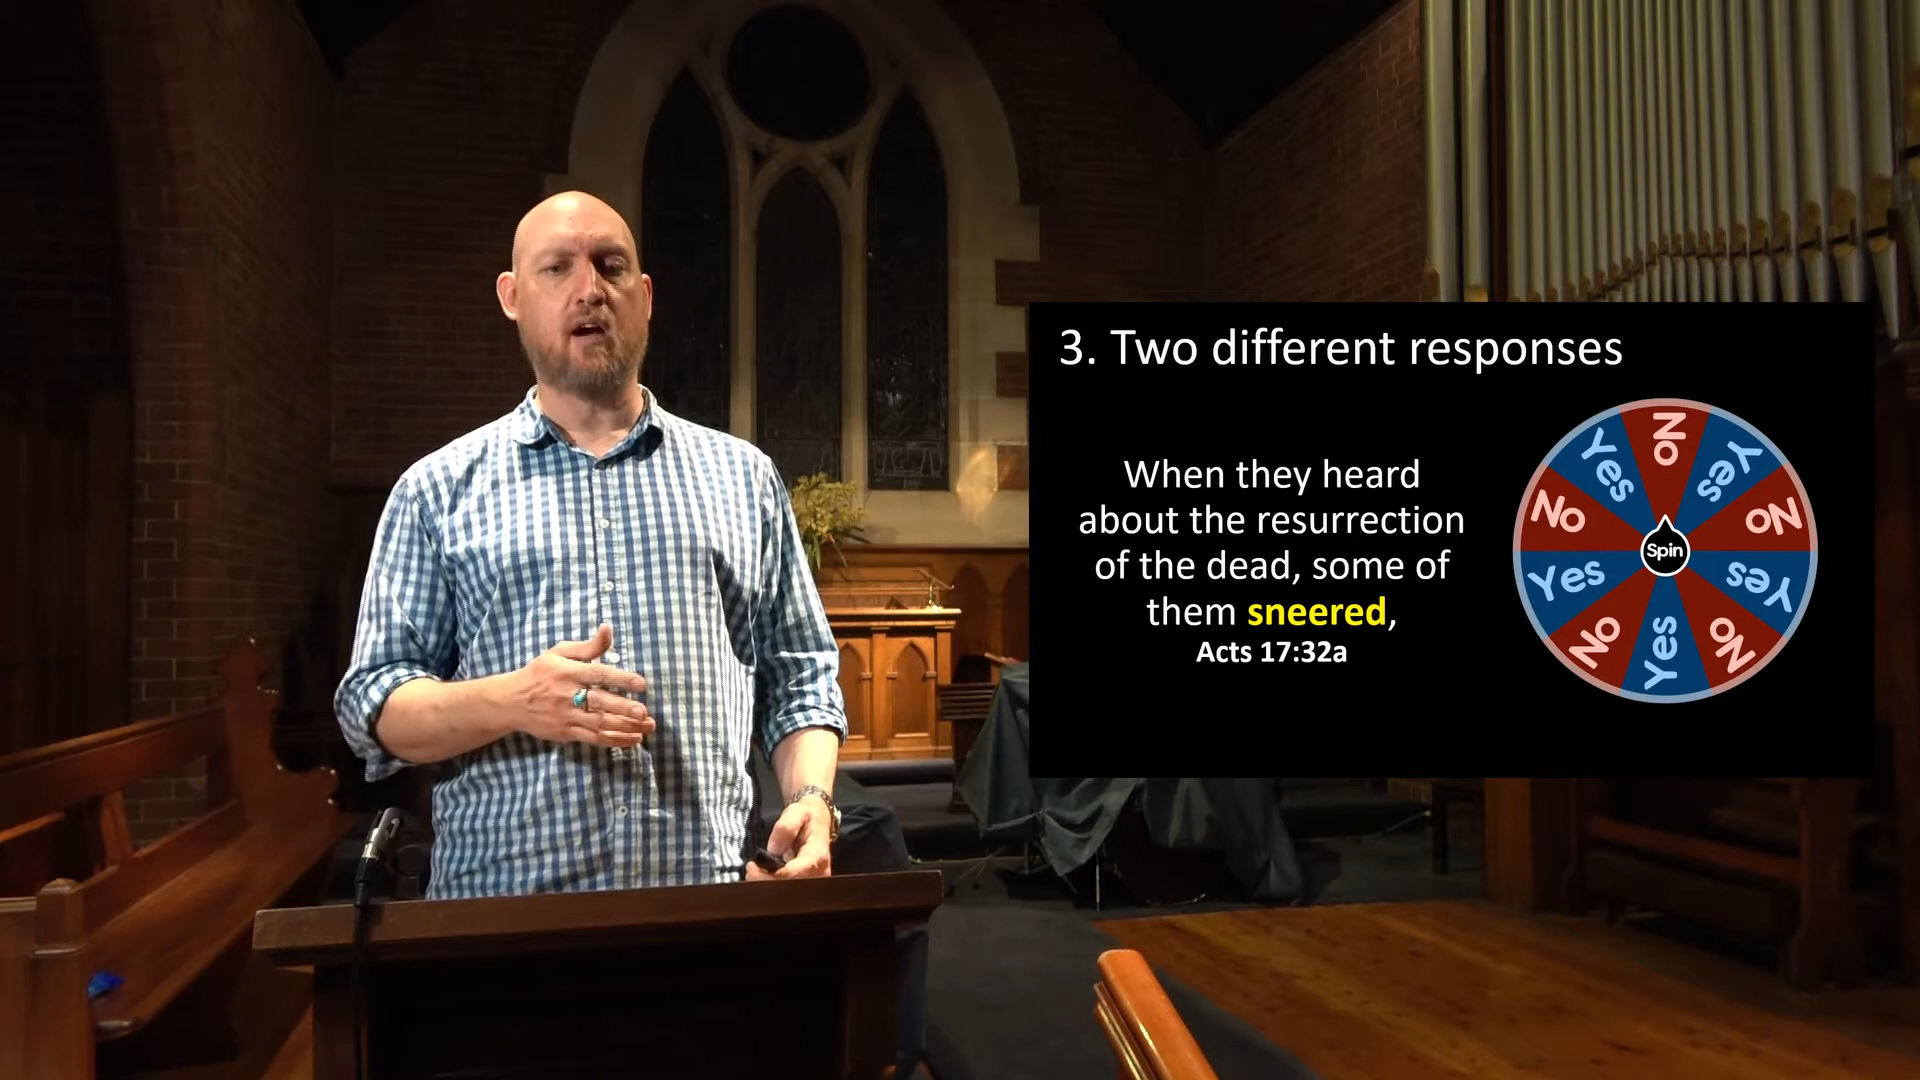 3. Two different responses
When they heard
about the resurrection
of the dead, some of
them sneered,
Acts 17:32a
No
Yes
No
Yes
No
Yes
No
Yes
No
Yes
Spin